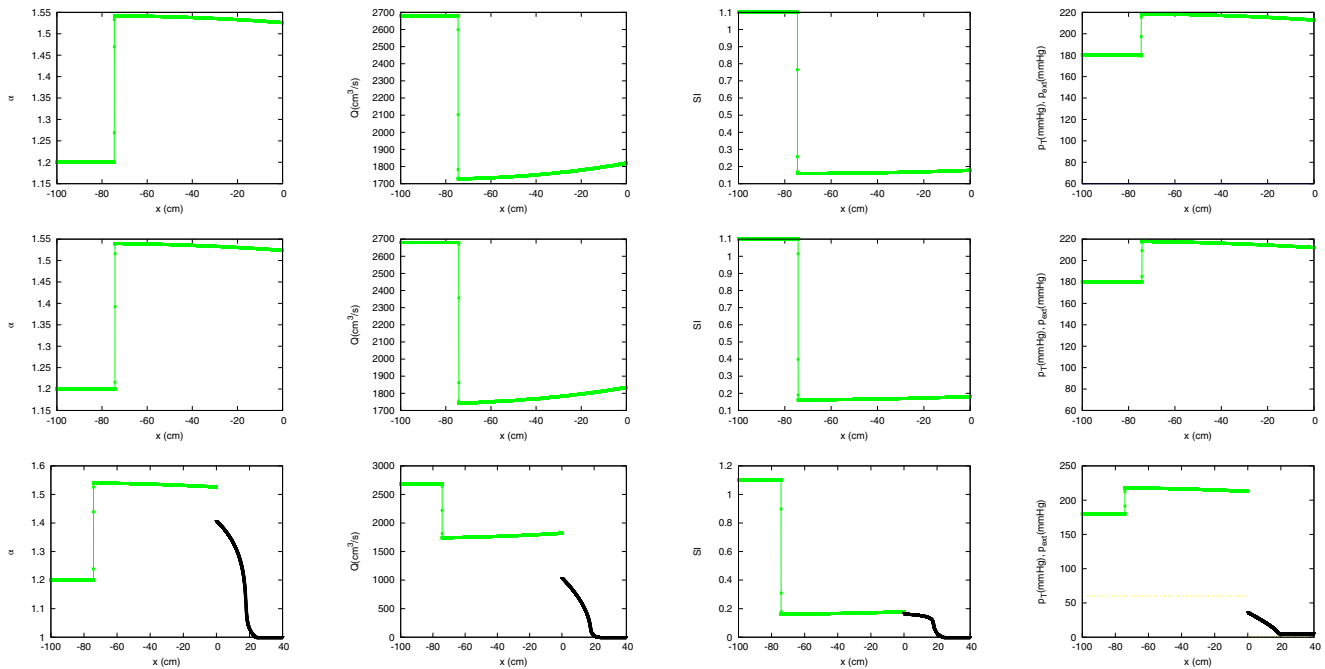 1.55
1.5
1.45
1.4
1.35
1.3
1.25
1.2
1.15
α
-100 -80 -60 -40 -20 0
x (cm)
2700
2600
2500
2400
2300
2200
2100
2000
1900
1800
1700
Q(cm³/s)
-100 -80 -60 -40 -20 0
x (cm)
1.1
1
0.9
0.8
0.7
0.6
0.5
0.4
0.3
0.2
0.1
SI
-100 -80 -60 -40 -20 0
x (cm)
220
200
180
160
140
120
100
80
60
p_T(mmHg), p_ext(mmHg)
-100 -80 -60 -40 -20 0
x (cm)
1.55
1.5
1.45
1.4
1.35
1.3
1.25
1.2
1.15
α
-100 -80 -60 -40 -20 0
x (cm)
2700
2600
2500
2400
2300
2200
2100
2000
1900
1800
1700
Q(cm³/s)
-100 -80 -60 -40 -20 0
x (cm)
1.1
1
0.9
0.8
0.7
0.6
0.5
0.4
0.3
0.2
0.1
SI
-100 -80 -60 -40 -20 0
x (cm)
220
200
180
160
140
120
100
80
60
p_T(mmHg), p_ext(mmHg)
-100 -80 -60 -40 -20 0
x (cm)
1.6
1.5
1.4
1.3
1.2
1.1
1
α
-100 -80 -60 -40 -20 0 20 40
x (cm)
3000
2500
2000
1500
1000
500
0
Q(cm³/s)
-100 -80 -60 -40 -20 0 20 40
x (cm)
1.2
1
0.8
0.6
0.4
0.2
0
SI
-100 -80 -60 -40 -20 0 20 40
x (cm)
250
200
150
100
50
0
p_T(mmHg), p_ext(mmHg)
-100 -80 -60 -40 -20 0 20 40
x (cm)